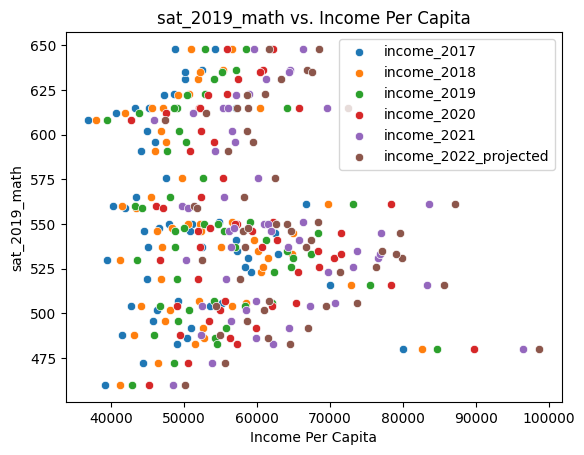 sat_2019_math vs. Income Per Capita
income_2017
income_2018
income_2019
income_2020
income_2021
income_2022_projected
sat_2019_math
650
625
600
575
550
525
500
475
40000 50000 60000 70000 80000 90000 100000
Income Per Capita